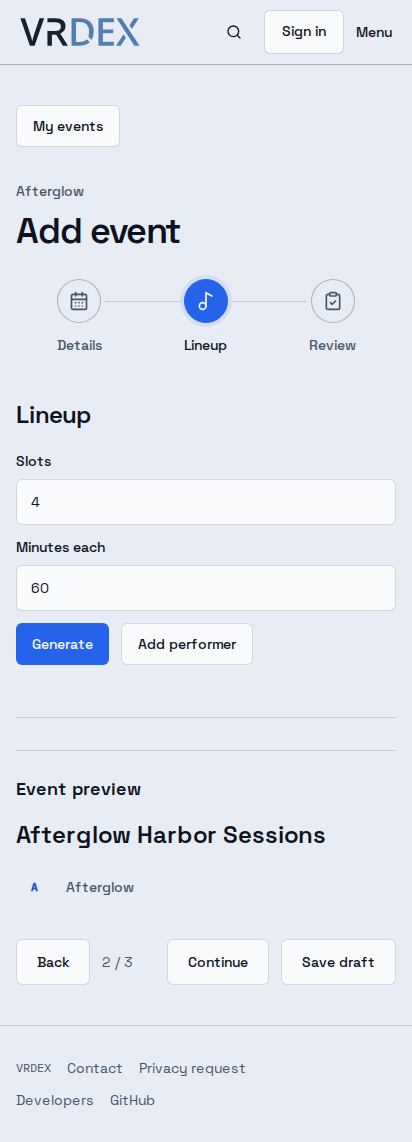 VRDEX
Sign in
Menu
My events
Afterglow
Add event
Details
Lineup
Review
Lineup
Slots
4
Minutes each
60
Generate
Add performer
Event preview
Afterglow Harbor Sessions
A
Afterglow
Back
2 / 3
Continue
Save draft
VRDEX Contact Privacy request
Developers GitHub